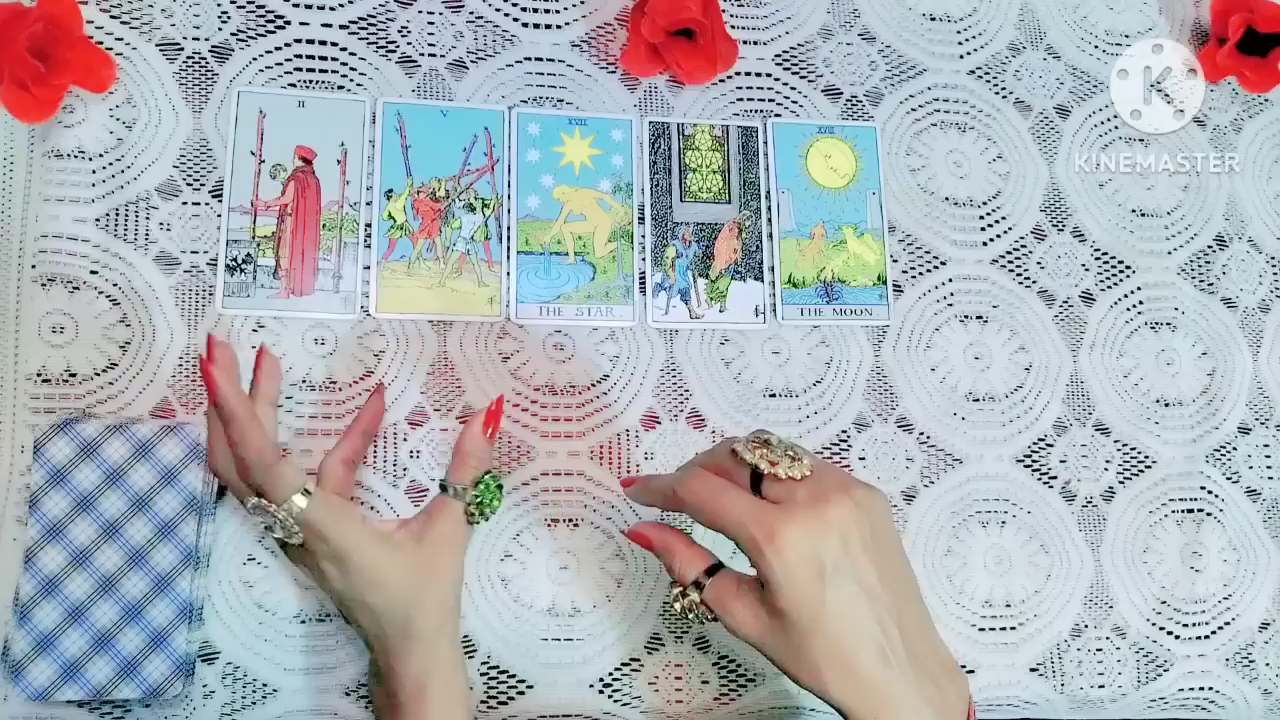 II
V
XVII
THE STAR.
XVIII
THE MOON.
K
KINEMASTER